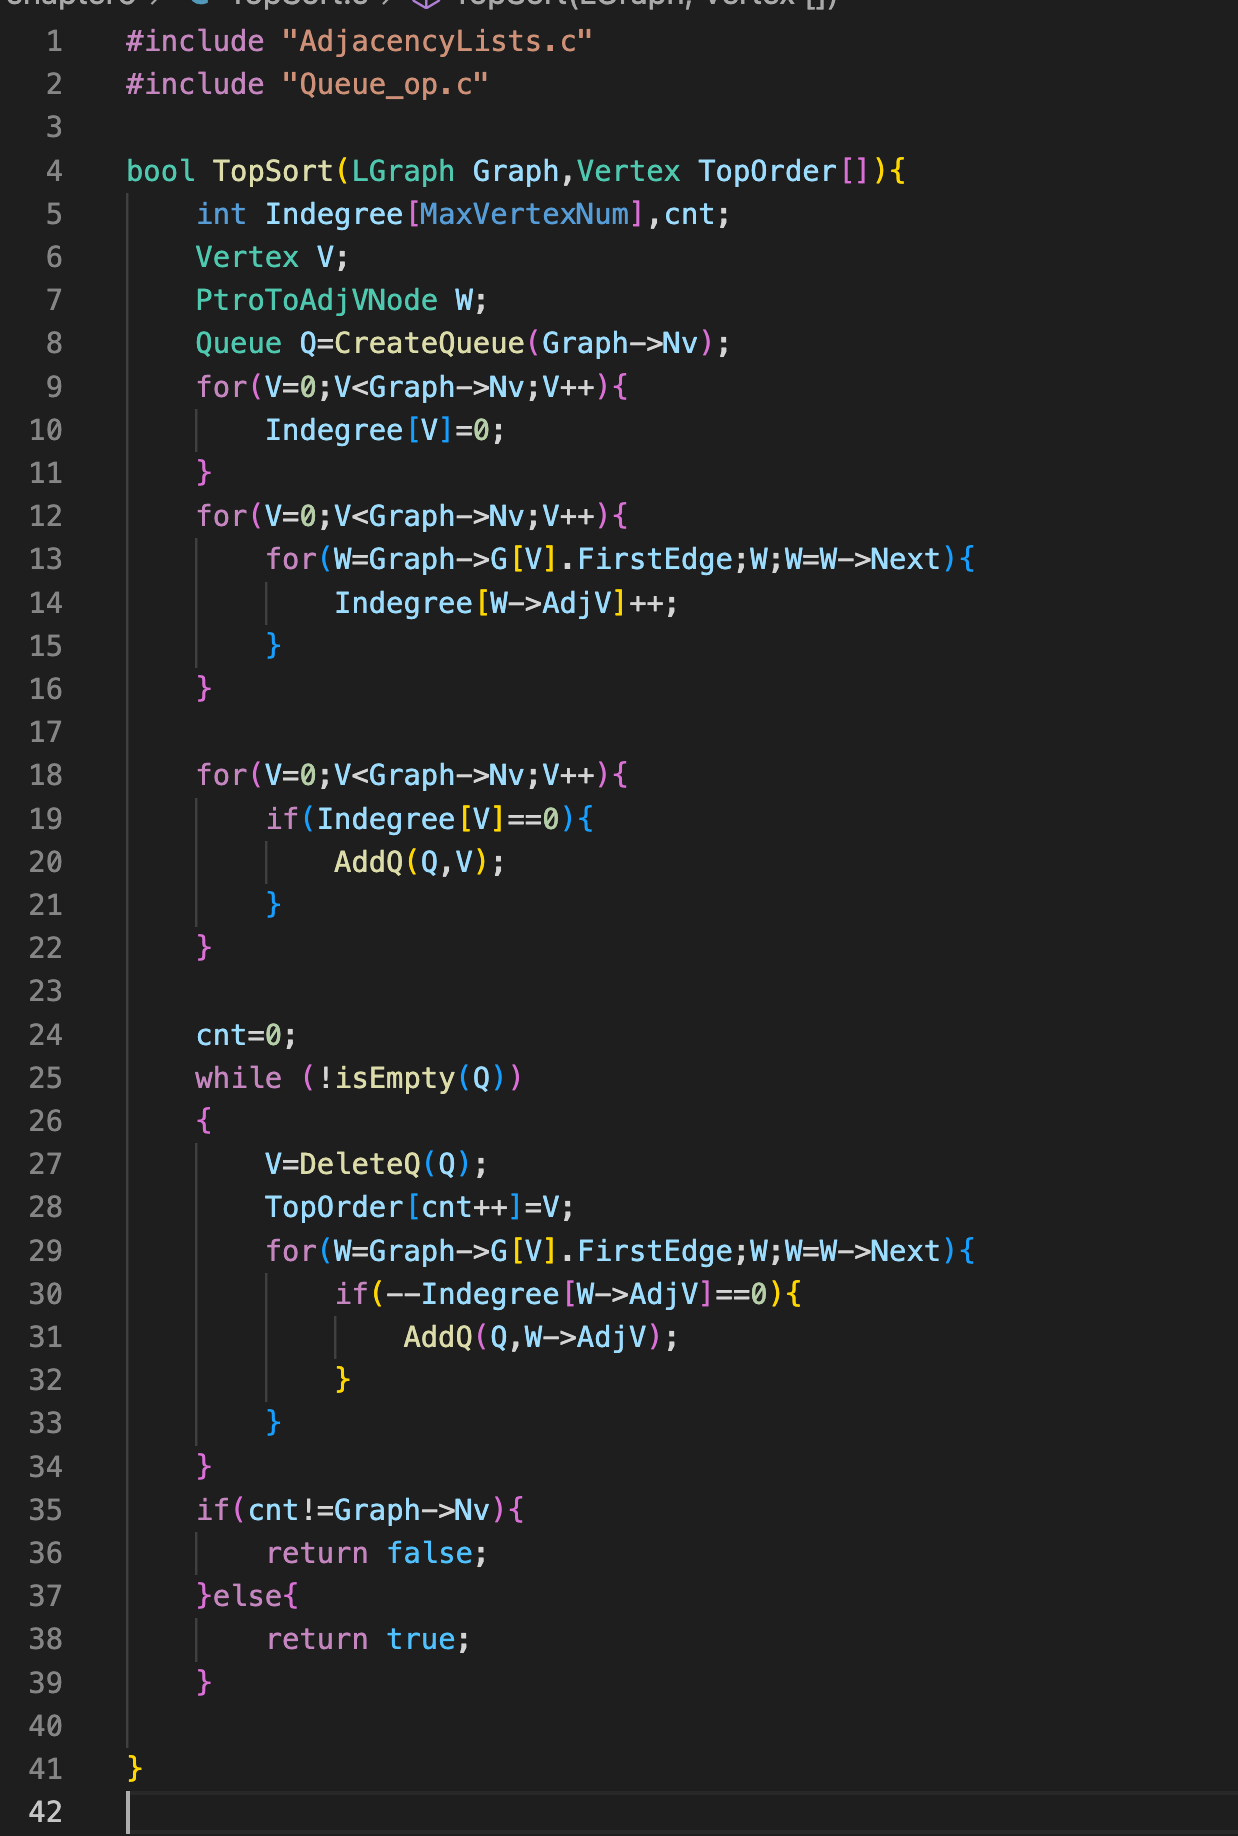 1 #include "AdjacencyLists.c"
2 #include "Queue_op.c"
3
4 bool TopSort(LGraph Graph,Vertex TopOrder[]){
5     int Indegree[MaxVertexNum],cnt;
6     Vertex V;
7     PtroToAdjVNode W;
8     Queue Q=CreateQueue(Graph->Nv);
9     for(V=0;V<Graph->Nv;V++){
10         Indegree[V]=0;
11     }
12     for(V=0;V<Graph->Nv;V++){
13         for(W=Graph->G[V].FirstEdge;W;W=W->Next){
14             Indegree[W->AdjV]++;
15         }
16     }
17
18     for(V=0;V<Graph->Nv;V++){
19         if(Indegree[V]==0){
20             AddQ(Q,V);
21         }
22     }
23
24     cnt=0;
25     while (!isEmpty(Q))
26     {
27         V=DeleteQ(Q);
28         TopOrder[cnt++]=V;
29         for(W=Graph->G[V].FirstEdge;W;W=W->Next){
30             if(--Indegree[W->AdjV]==0){
31                 AddQ(Q,W->AdjV);
32             }
33         }
34     }
35     if(cnt!=Graph->Nv){
36         return false;
37     }else{
38         return true;
39     }
40
41 }
42